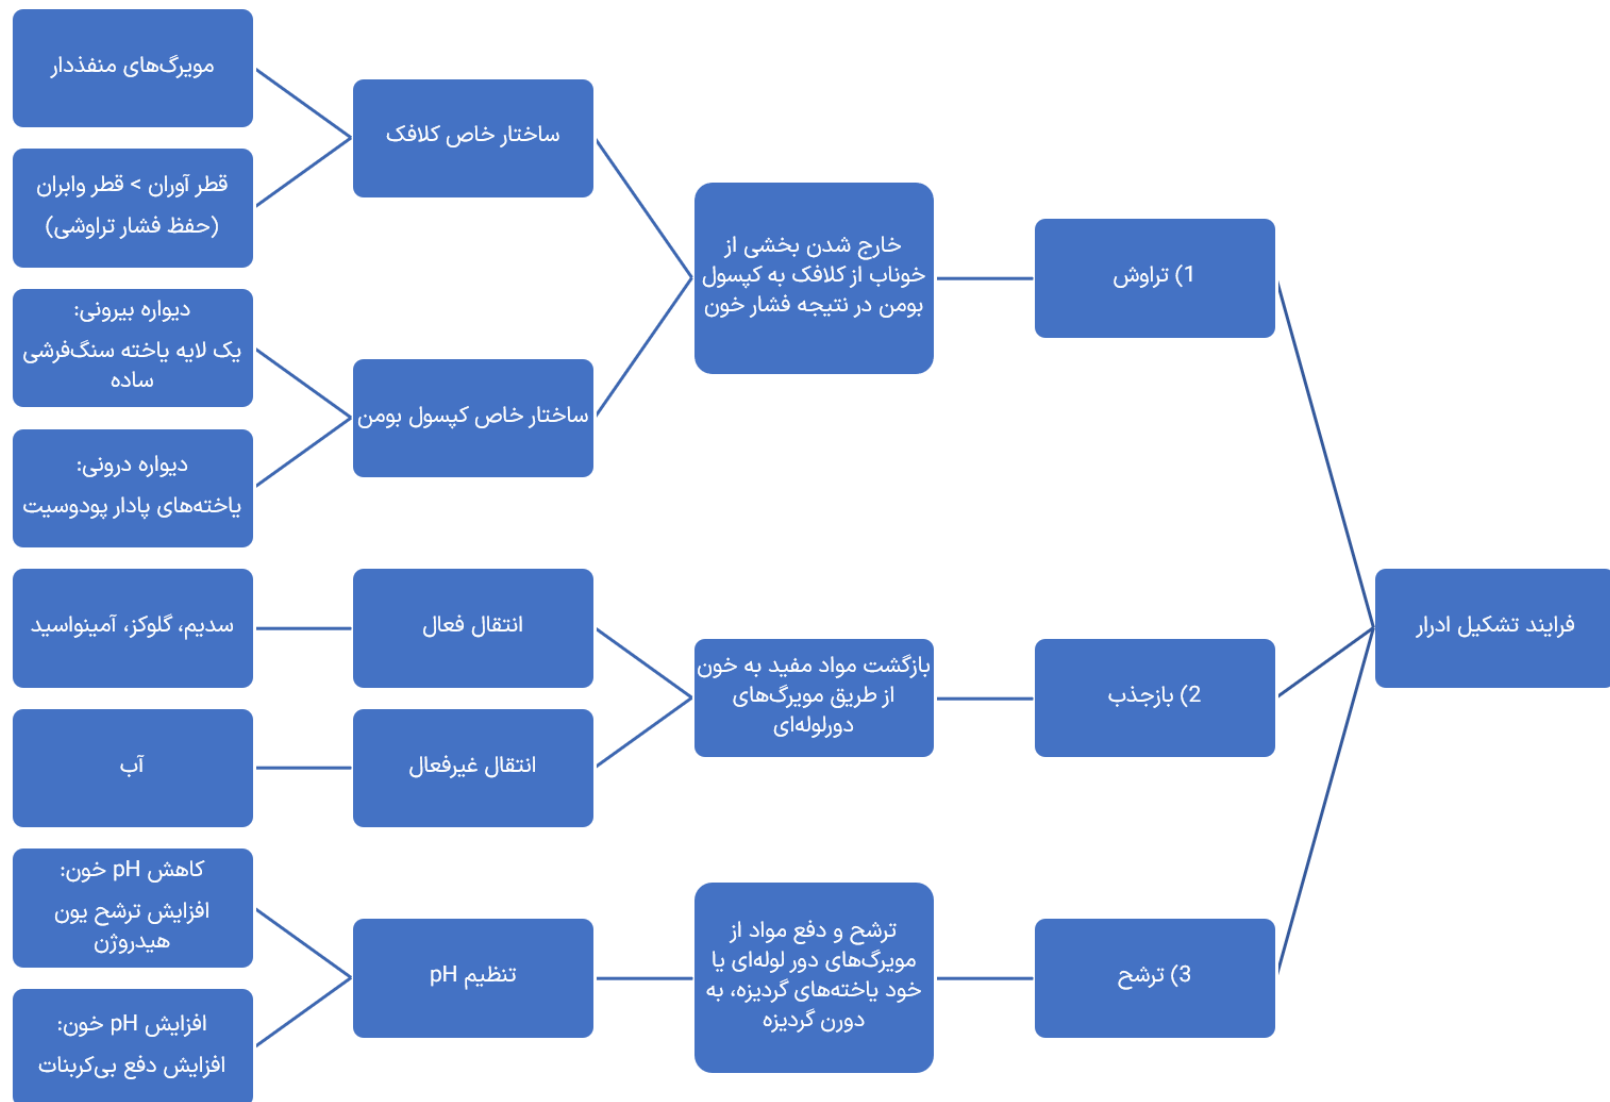 فرایند تشکیل ادرار
1) تراوش
خارج شدن بخشی از
خوناب از کلافک به کپسول
بومن در نتیجه فشار خون
ساختار خاص کلافک
مویرگ‌های منفذدار
قطر آوران > قطر وابران
(حفظ فشار تراوشی)
ساختار خاص کپسول بومن
دیواره بیرونی:
یک لایه یاخته سنگ‌فرشی
ساده
دیواره درونی:
یاخته‌های پادار پودوسیت
2) بازجذب
بازگشت مواد مفید به خون
از طریق مویرگ‌های
دورلوله‌ای
انتقال فعال
سدیم، گلوکز، آمینواسید
انتقال غیرفعال
آب
3) ترشح
ترشح و دفع مواد از
مویرگ‌های دور لوله‌ای یا
خود یاخته‌های گردیزه، به
دورن گردیزه
تنظیم pH
کاهش pH خون:
افزایش ترشح یون
هیدروژن
افزایش pH خون:
افزایش دفع بی‌کربنات